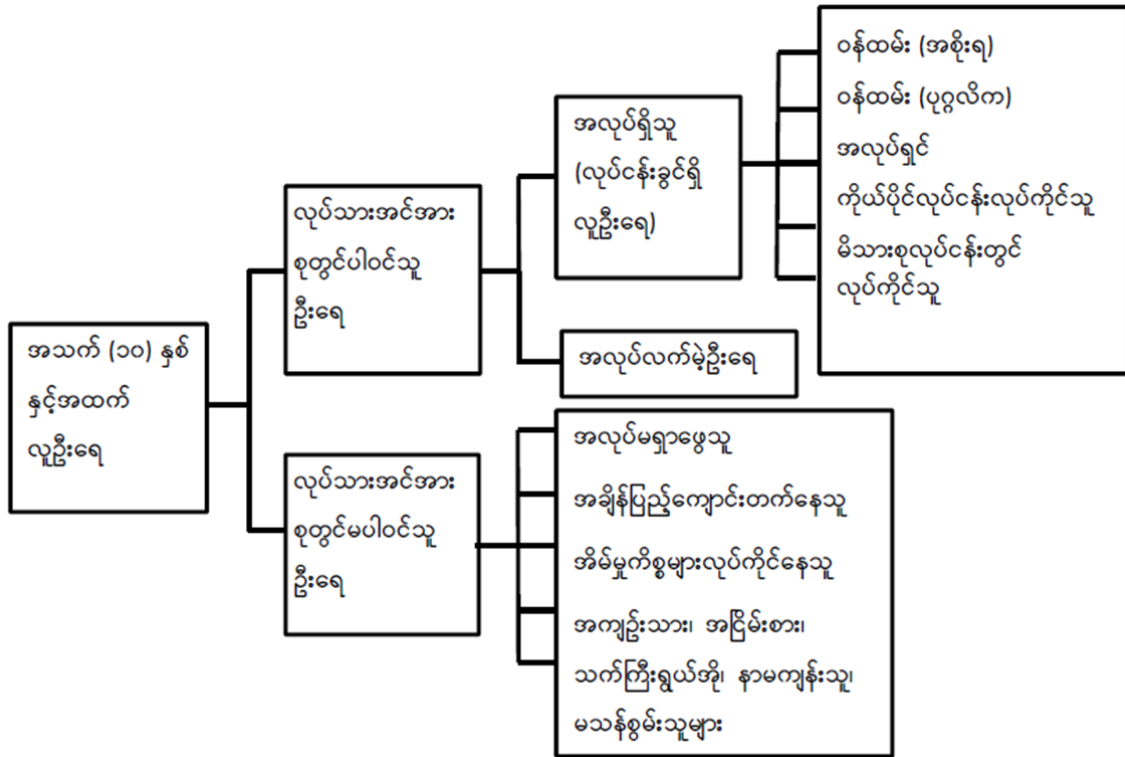 အသက် (၁၀) နှစ်
နှင့်အထက်
လူဦးရေ
လုပ်သားအင်အား
စုတွင်ပါဝင်သူ
ဦးရေ
လုပ်သားအင်အား
စုတွင်မပါဝင်သူ
ဦးရေ
အလုပ်ရှိသူ
(လုပ်ငန်းခွင်ရှိ
လူဦးရေ)
အလုပ်လက်မဲ့ဦးရေ
ဝန်ထမ်း (အစိုးရ)
ဝန်ထမ်း (ပုဂ္ဂလိက)
အလုပ်ရှင်
ကိုယ်ပိုင်လုပ်ငန်းလုပ်ကိုင်သူ
မိသားစုလုပ်ငန်းတွင်
လုပ်ကိုင်သူ
အလုပ်မရှာဖွေသူ
အချိန်ပြည့်ကျောင်းတက်နေသူ
အိမ်မှုကိစ္စများလုပ်ကိုင်နေသူ
အကျဥ်းသား၊ အငြိမ်းစား၊
သက်ကြီးရွယ်အို၊ နာမကျန်းသူ၊
မသန်စွမ်းသူများ